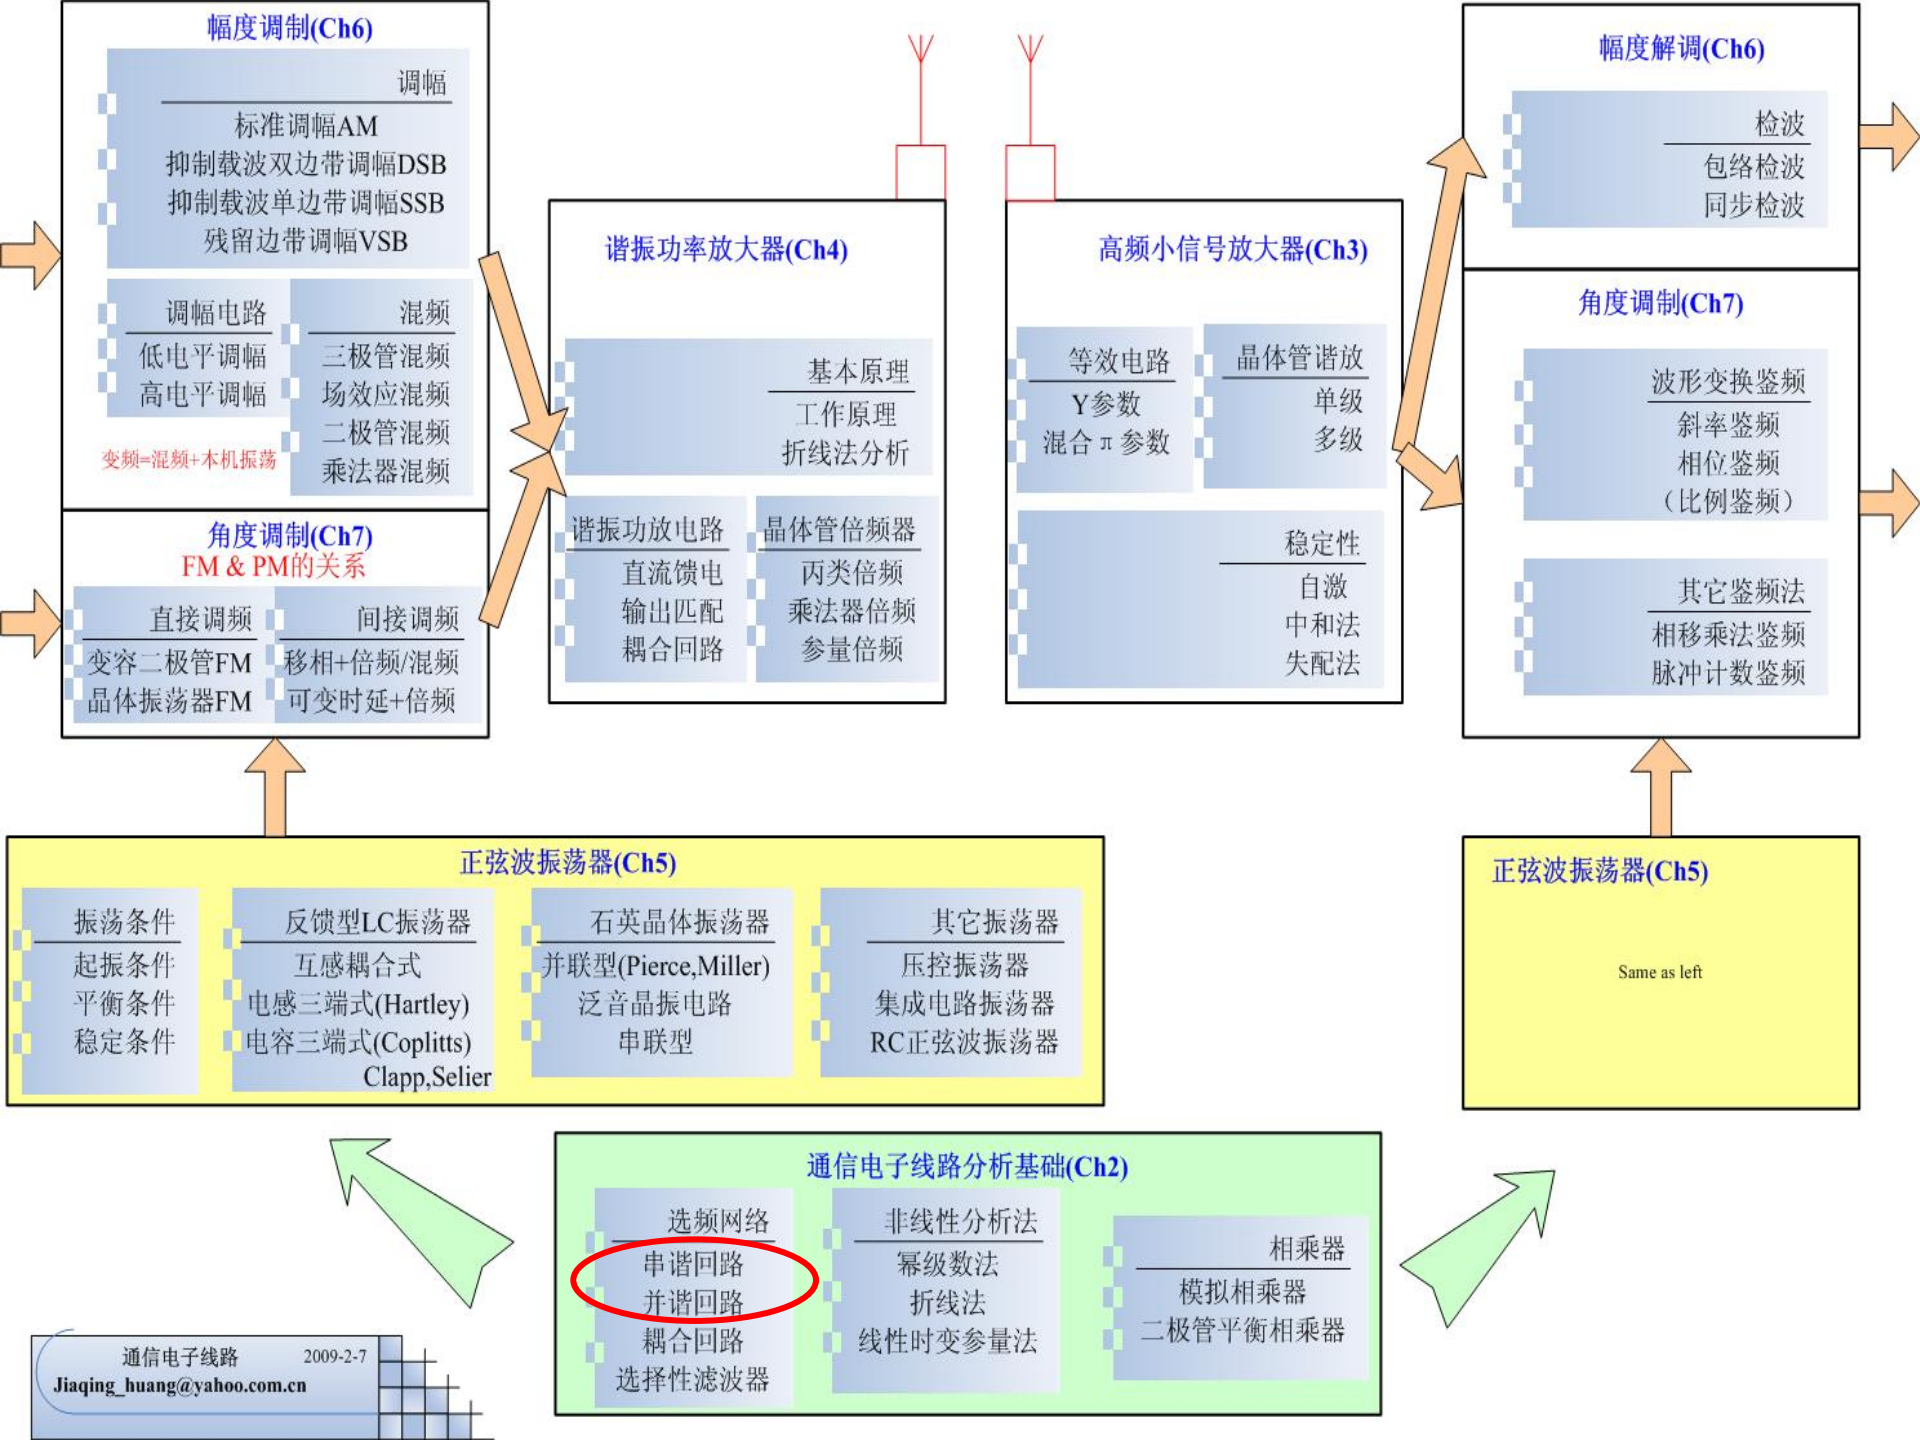 幅度调制(Ch6)
调幅
标准调幅AM
抑制载波双边带调幅DSB
抑制载波单边带调幅SSB
残留边带调幅VSB
调幅电路
低电平调幅
高电平调幅
变频=混频+本机振荡
混频
三极管混频
场效应混频
二极管混频
乘法器混频
角度调制(Ch7)
FM & PM的关系
直接调频
变容二极管FM
晶体振荡器FM
间接调频
移相+倍频/混频
可变时延+倍频
谐振功率放大器(Ch4)
基本原理
工作原理
折线法分析
谐振功放电路
直流馈电
输出匹配
耦合回路
晶体管倍频器
丙类倍频
乘法器倍频
参量倍频
高频小信号放大器(Ch3)
等效电路
Y参数
混合π参数
晶体管谐放
单级
多级
稳定性
自激
中和法
失配法
幅度解调(Ch6)
检波
包络检波
同步检波
角度调制(Ch7)
波形变换鉴频
斜率鉴频
相位鉴频
（比例鉴频）
其它鉴频法
相移乘法鉴频
脉冲计数鉴频
正弦波振荡器(Ch5)
振荡条件
起振条件
平衡条件
稳定条件
反馈型LC振荡器
互感耦合式
电感三端式(Hartley)
电容三端式(Coplitts)
Clapp,Selier
石英晶体振荡器
并联型(Pierce,Miller)
泛音晶振电路
串联型
其它振荡器
压控振荡器
集成电路振荡器
RC正弦波振荡器
正弦波振荡器(Ch5)
Same as left
通信电子线路分析基础(Ch2)
选频网络
串谐回路
并谐回路
耦合回路
选择性滤波器
非线性分析法
幂级数法
折线法
线性时变参量法
相乘器
模拟相乘器
二极管平衡相乘器
通信电子线路 2009-2-7
Jiaqing_huang@yahoo.com.cn